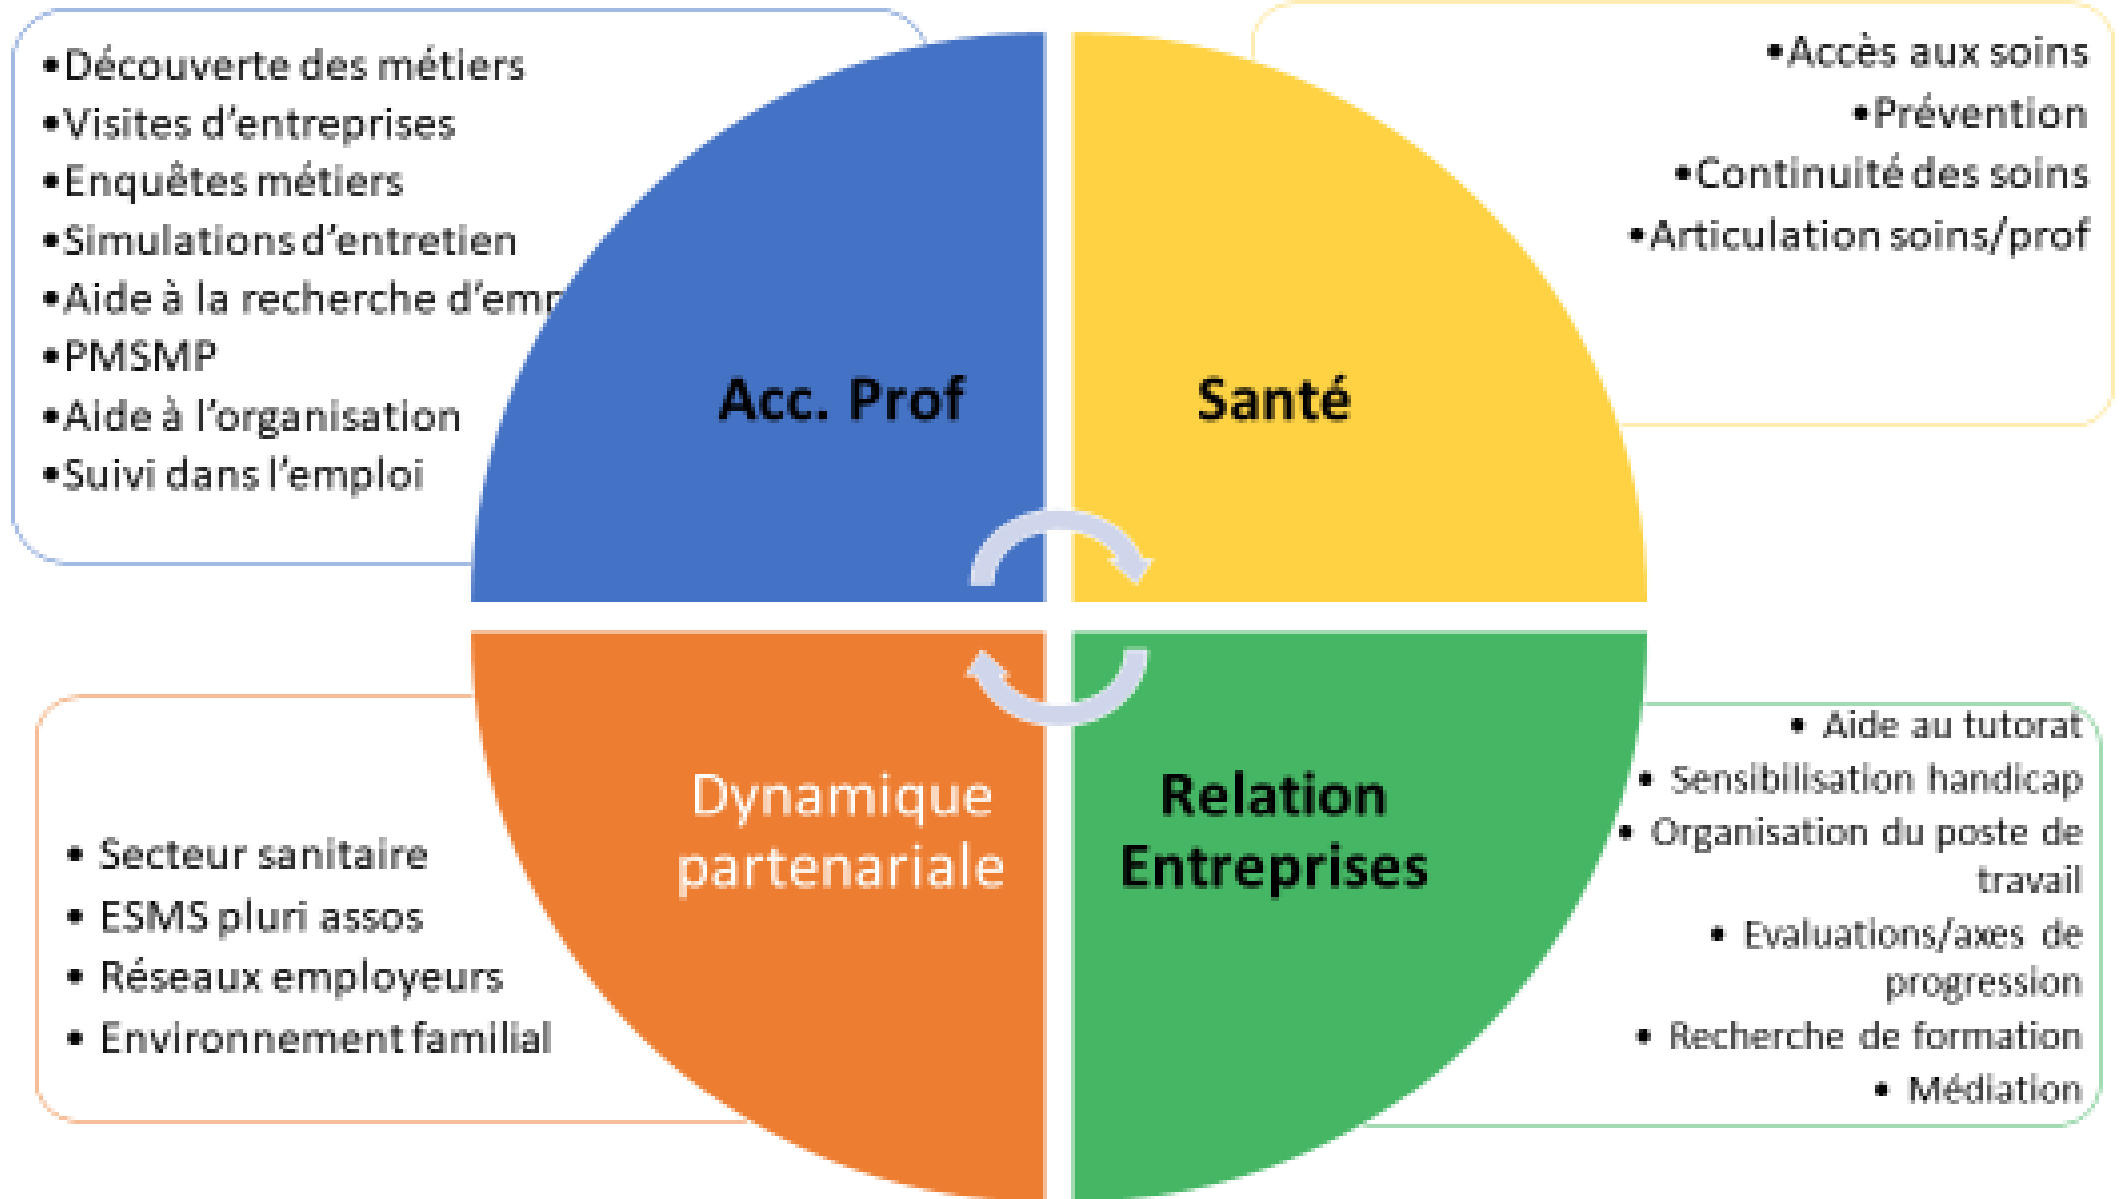 •Découverte des métiers
•Visites d'entreprises
•Enquêtes métiers
•Simulations d'entretien
•Aide à la recherche
•PMSMP
•Aide à l'organisation
•Suivi dans l'emploi
Acc. Prof
•Accès aux soins
•Prévention
•Continuité des soins
•Articulation soins/prof
Santé
Dynamique
partenariale
• Secteur sanitaire
• ESMS pluri assos
• Réseaux employeurs
• Environnement familial
Relation
Entreprises
• Aide au tutorat
• Sensibilisation handicap
• Organisation du poste de
travail
• Evaluations/axes de
progression
• Recherche de formation
• Médiation